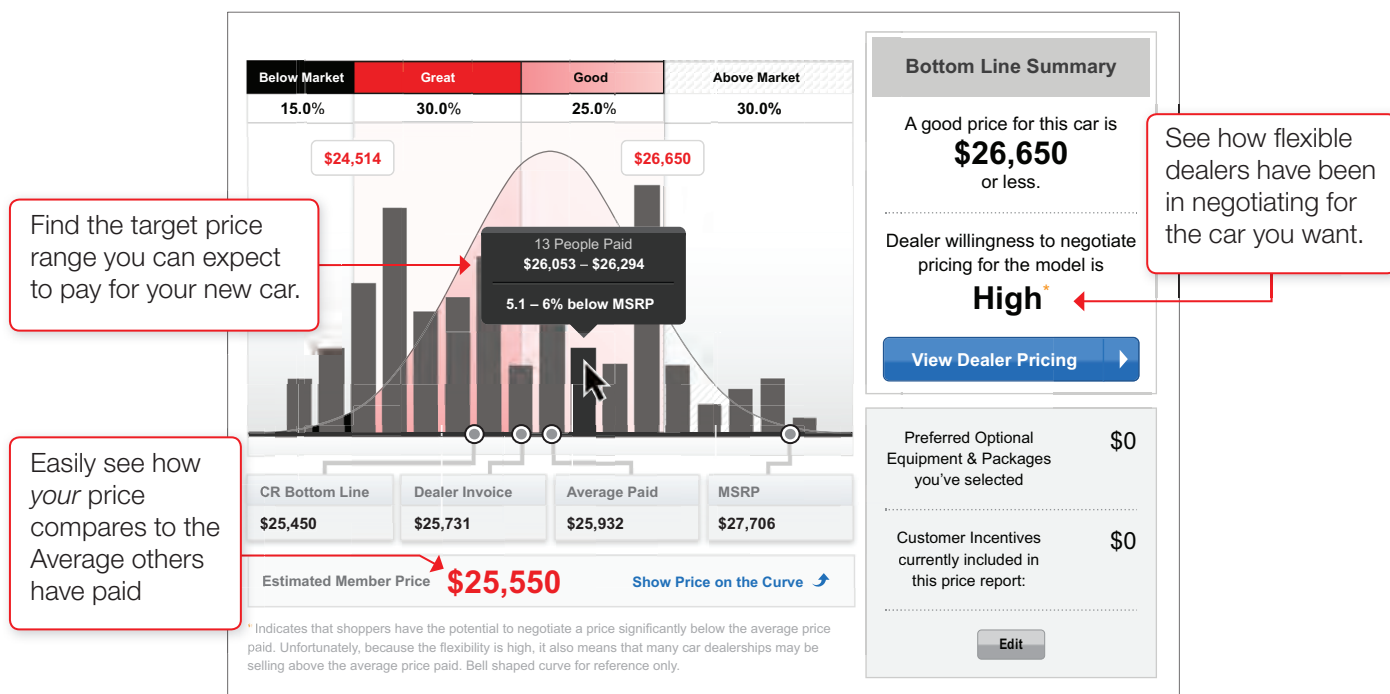 Below Market
Great
Good
Above Market
15.0%
30.0%
25.0%
30.0%
$24,514
$26,650
13 People Paid
$26,053 – $26,294
5.1 – 6% below MSRP
Find the target price
range you can expect
to pay for your new car.
Easily see how
your price
compares to the
Average others
have paid
CR Bottom Line
$25,450
Dealer Invoice
$25,731
Average Paid
$25,932
MSRP
$27,706
Estimated Member Price
$25,550
Show Price on the Curve
* Indicates that shoppers have the potential to negotiate a price significantly below the average price
paid. Unfortunately, because the flexibility is high, it also means that many car dealerships may be
selling above the average price paid. Bell shaped curve for reference only.
Bottom Line Summary
A good price for this car is
$26,650
or less.
Dealer willingness to negotiate
pricing for the model is
High*
View Dealer Pricing
See how flexible
dealers have been
in negotiating for
the car you want.
Preferred Optional
Equipment & Packages
you’ve selected
$0
Customer Incentives
currently included in
this price report:
$0
Edit